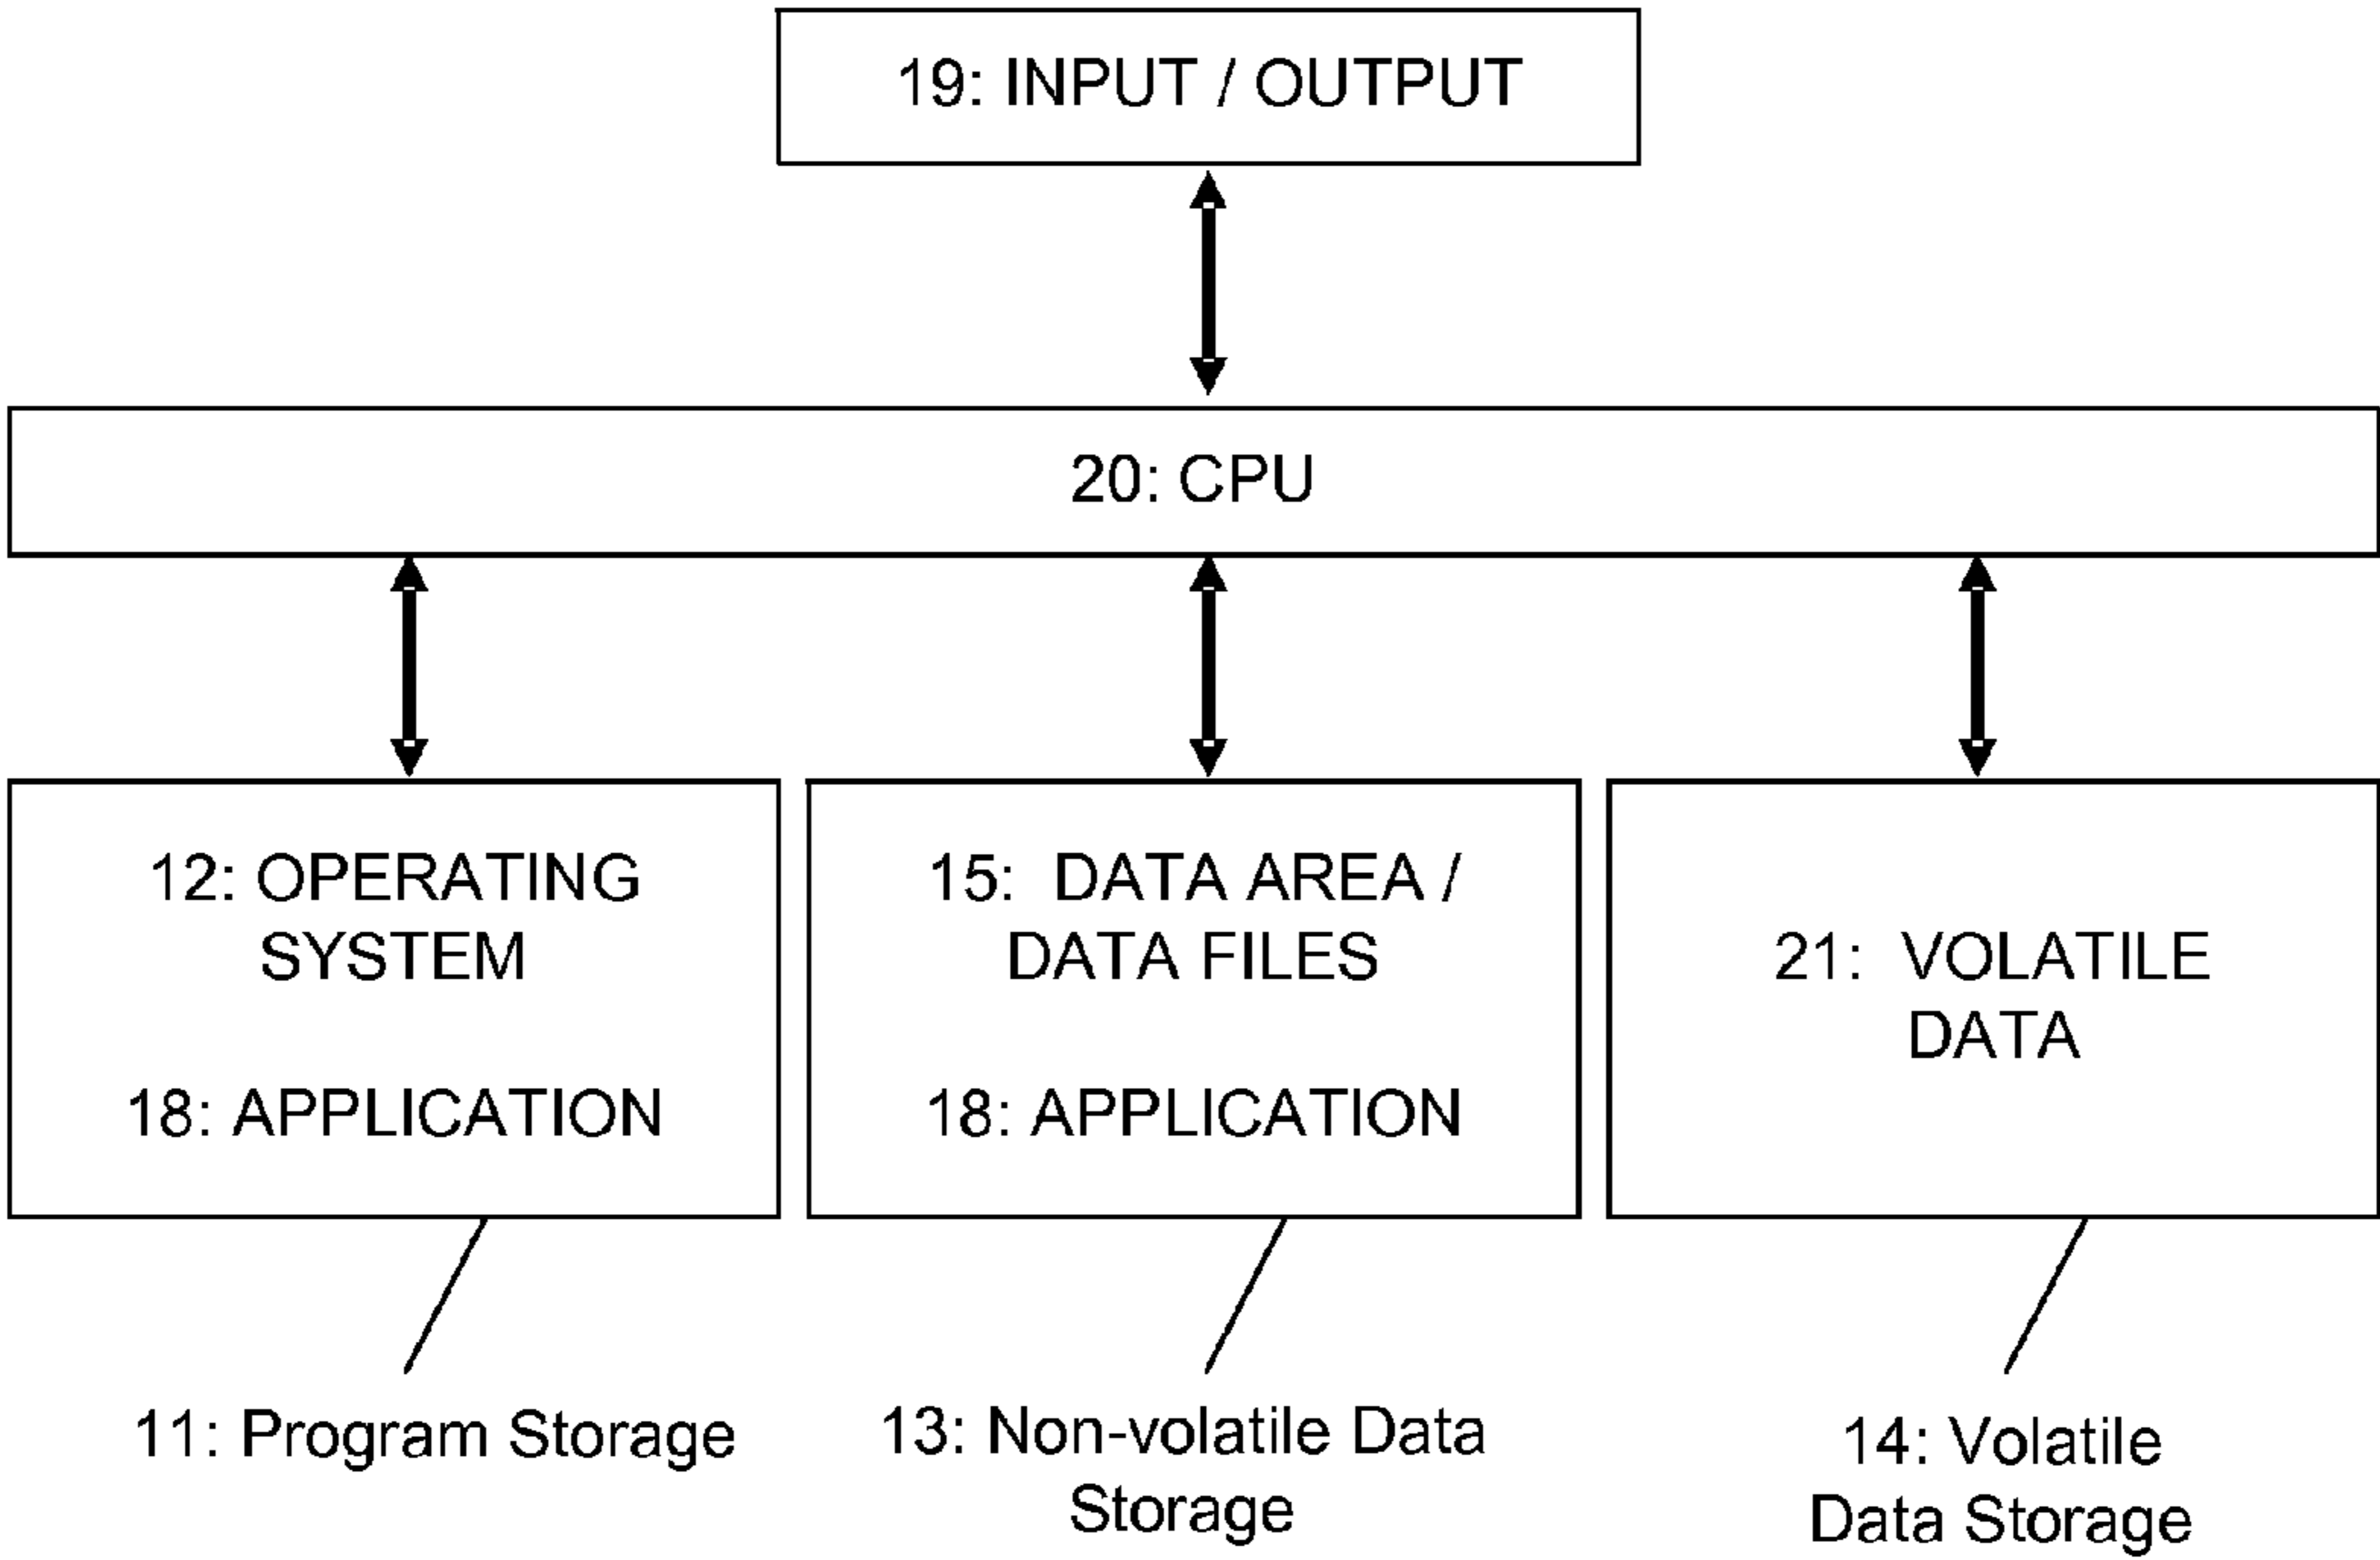 19: INPUT / OUTPUT
20: CPU
12: OPERATING
SYSTEM
18: APPLICATION
15: DATA AREA /
DATA FILES
18: APPLICATION
21: VOLATILE
DATA
11: Program Storage
13: Non-volatile Data
Storage
14: Volatile
Data Storage